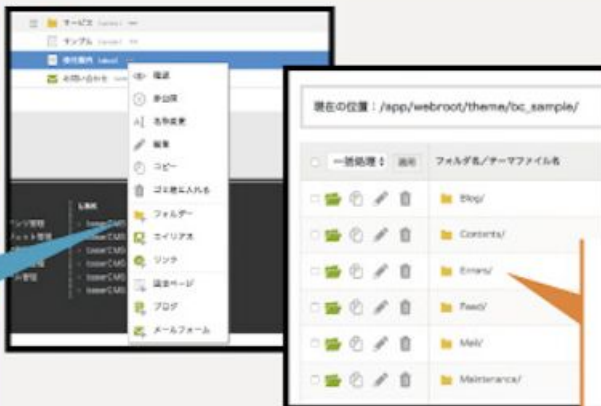 サービス
サンプル
会社案内
お問い合わせ
確認
非公開
名称変更
編集
コピー
ゴミ箱に入れる
フォルダー
エイリアス
リンク
固定ページ
ブログ
メールフォーム
LINK
baserCMS
baserCMS
baserCMS
baserCMS
現在の位置:/app/webroot/theme/bc_sample/
一括処理 適用 フォルダ名/テーマファイル名
Blog/
Contents/
Errors/
Feed/
Mail/
Maintenance/